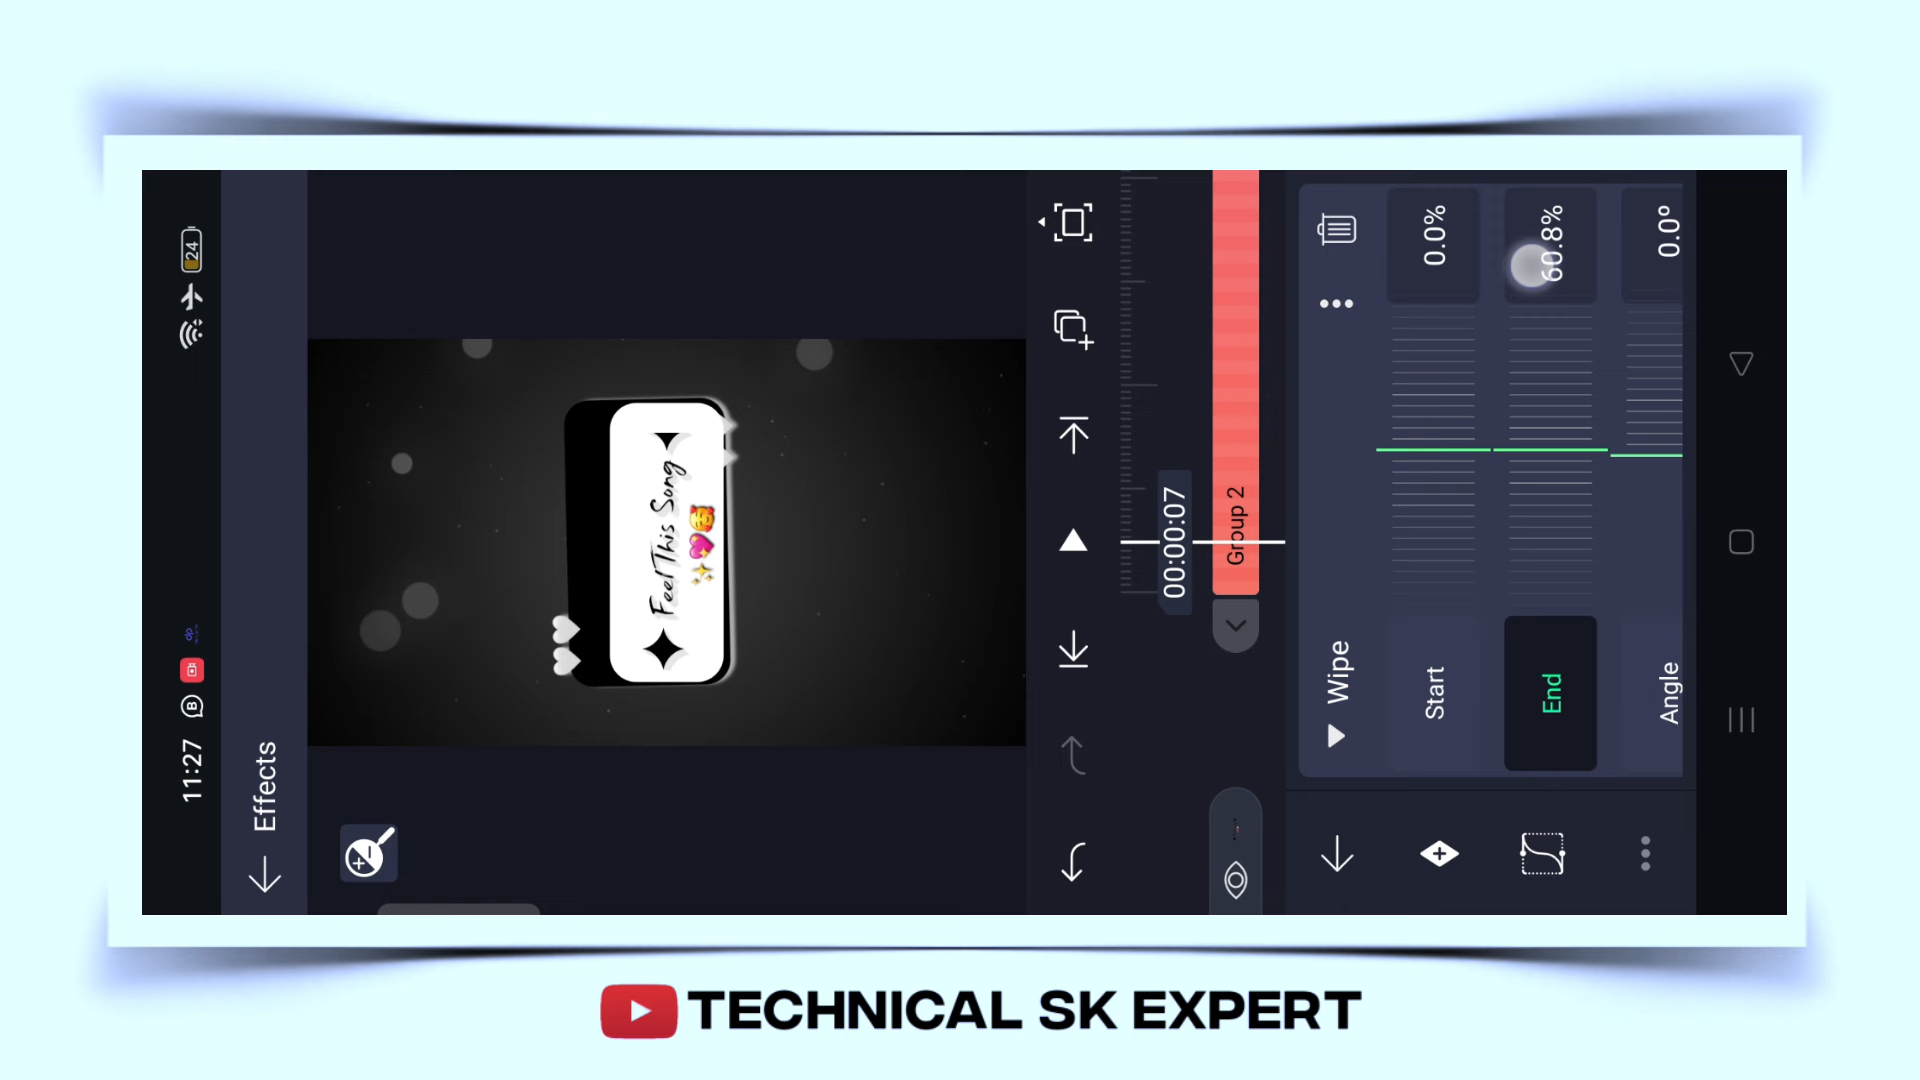 11:27
24
Effects
Feel This Song
✨💖🥰
00:00:07
Group 2
Wipe
Start
0.0%
End
60.8%
Angle
0.0°
TECHNICAL SK EXPERT